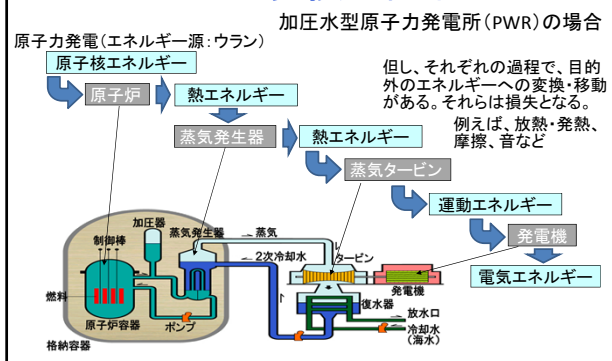 加圧水型原子力発電所(PWR)の場合
原子力発電(エネルギー源:ウラン)
原子核エネルギー
原子炉
熱エネルギー
蒸気発生器
熱エネルギー
蒸気タービン
運動エネルギー
発電機
電気エネルギー
但し、それぞれの過程で、目的
外のエネルギーへの変換・移動
がある。それらは損失となる。
例えば、放熱・発熱、
摩擦、音など
加圧器
制御棒
蒸気発生器
蒸気
2次冷却水
タービン
発電機
復水器
放水口
冷却水
(海水)
燃料
原子炉容器
ポンプ
格納容器